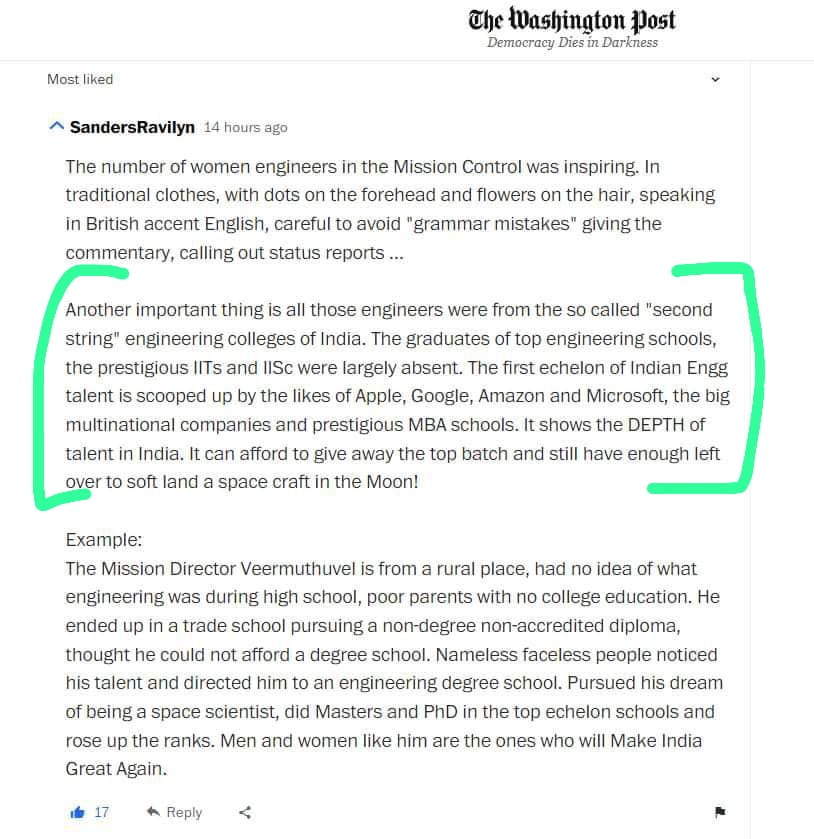 The Washington Post
Democracy Dies in Darkness
Most liked
SandersRavilyn 14 hours ago
The number of women engineers in the Mission Control was inspiring. In
traditional clothes, with dots on the forehead and flowers on the hair, speaking
in British accent English, careful to avoid "grammar mistakes" giving the
commentary, calling out status reports ...
Another important thing is all those engineers were from the so called "second
string" engineering colleges of India. The graduates of top engineering schools,
the prestigious IITs and IISc were largely absent. The first echelon of Indian Engg
talent is scooped up by the likes of Apple, Google, Amazon and Microsoft, the big
multinational companies and prestigious MBA schools. It shows the DEPTH of
talent in India. It can afford to give away the top batch and still have enough left
over to soft land a space craft in the Moon!
Example:
The Mission Director Veermuthuvel is from a rural place, had no idea of what
engineering was during high school, poor parents with no college education. He
ended up in a trade school pursuing a non-degree non-accredited diploma,
thought he could not afford a degree school. Nameless faceless people noticed
his talent and directed him to an engineering degree school. Pursued his dream
of being a space scientist, did Masters and PhD in the top echelon schools and
rose up the ranks. Men and women like him are the ones who will Make India
Great Again.
17 Reply